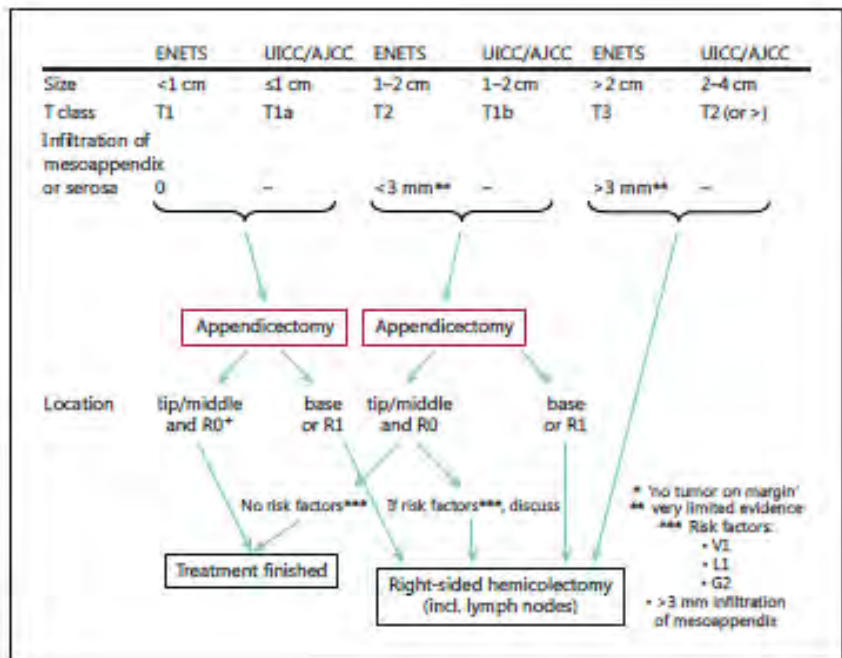 ENETS UICC/AJCC ENETS UICC/AJCC ENETS UICC/AJCC
Size <1 cm ≤1 cm 1–2 cm 1–2 cm >2 cm 2–4 cm
T class T1 T1a T2 T1b T3 T2 (or >)
Infiltration of
mesoappendix
or serosa 0 – <3 mm** – >3 mm** –
Appendicectomy Appendicectomy
Location tip/middle base tip/middle base
and R0+ or R1 and R0 or R1
No risk factors*** If risk factors***, discuss
Treatment finished
Right-sided hemicolectomy
(incl. lymph nodes)
* 'no tumor on margin'
** very limited evidence
*** Risk factors:
• V1
• L1
• G2
• >3 mm infiltration
of mesoappendix